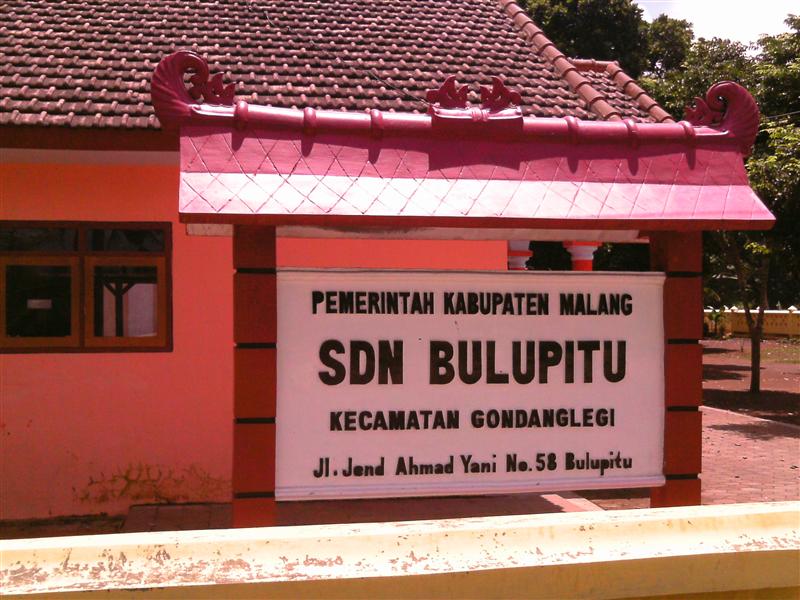 PEMERINTAH KABUPATEN MALANG
SDN BULUPITU
KECAMATAN GONDANGLEGI
Jl. Jend Ahmad Yani No. 58 Bulupitu